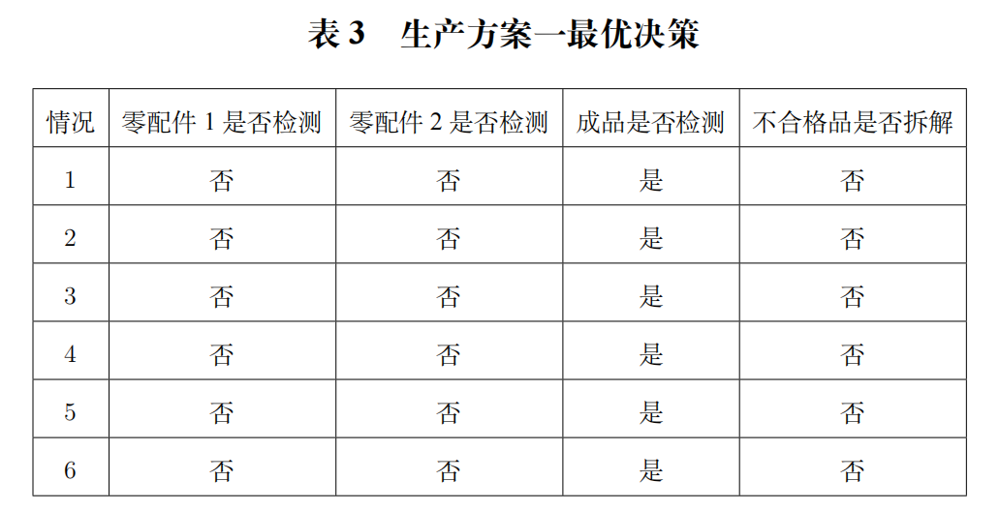 表 3 生产方案一最优决策
情况 零配件 1 是否检测 零配件 2 是否检测 成品是否检测 不合格品是否拆解
1 否 否 是 否
2 否 否 是 否
3 否 否 是 否
4 否 否 是 否
5 否 否 是 否
6 否 否 是 否